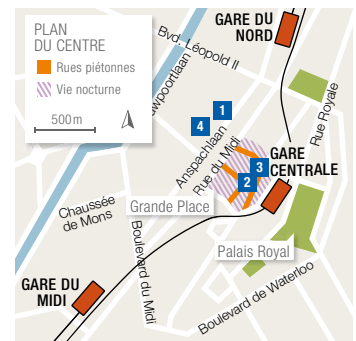 PLAN
DU CENTRE
Rues piétonnes
Vie nocturne
500 m
GARE DU
NORD
Bvd. Léopold II
uwpoortlaan
Rue Royale
1
4
Anspachlaan
Rue du Midi
3
2
GARE
CENTRALE
Chaussée
de Mons
Grande Place
Boulevard du Midi
Palais Royal
GARE DU
MIDI
Boulevard de Waterloo